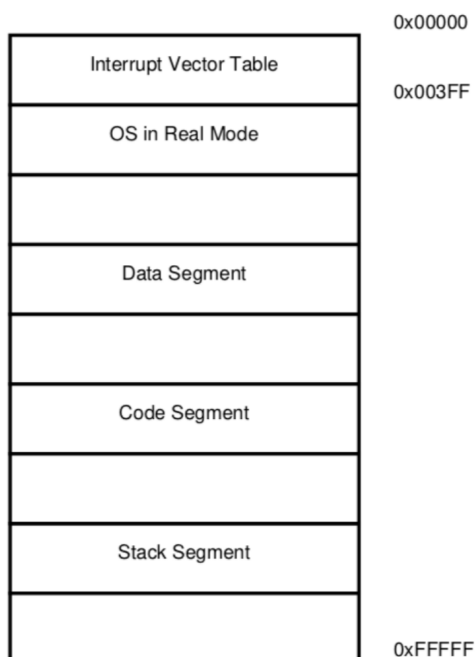 0x00000
Interrupt Vector Table
0x003FF
OS in Real Mode
Data Segment
Code Segment
Stack Segment
0xFFFFF